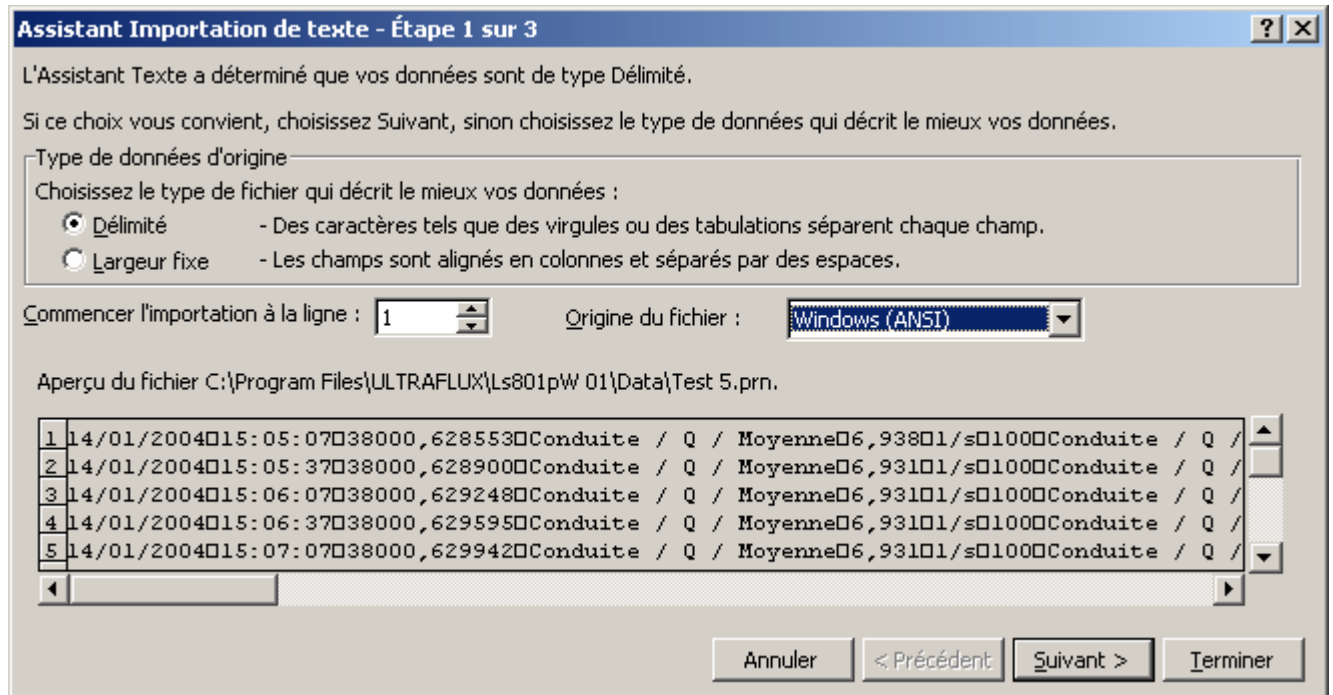 Assistant Importation de texte - Étape 1 sur 3
L'Assistant Texte a déterminé que vos données sont de type Délimité.
Si ce choix vous convient, choisissez Suivant, sinon choisissez le type de données qui décrit le mieux vos données.
Type de données d'origine
Choisissez le type de fichier qui décrit le mieux vos données :
Délimité - Des caractères tels que des virgules ou des tabulations séparent chaque champ.
Largeur fixe - Les champs sont alignés en colonnes et séparés par des espaces.
Commencer l'importation à la ligne : 1 Origine du fichier : Windows (ANSI)
Aperçu du fichier C:\Program Files\ULTRAFLUX\Ls801pW 01\Data\Test 5.prn.
1 14/01/2004□15:05:07□38000,628553□Conduite / Q / Moyenne□6,938□l/s□100□Conduite / Q /
2 14/01/2004□15:05:37□38000,628900□Conduite / Q / Moyenne□6,931□l/s□100□Conduite / Q /
3 14/01/2004□15:06:07□38000,629248□Conduite / Q / Moyenne□6,931□l/s□100□Conduite / Q /
4 14/01/2004□15:06:37□38000,629595□Conduite / Q / Moyenne□6,931□l/s□100□Conduite / Q /
5 14/01/2004□15:07:07□38000,629942□Conduite / Q / Moyenne□6,931□l/s□100□Conduite / Q /
Annuler < Précédent Suivant > Terminer